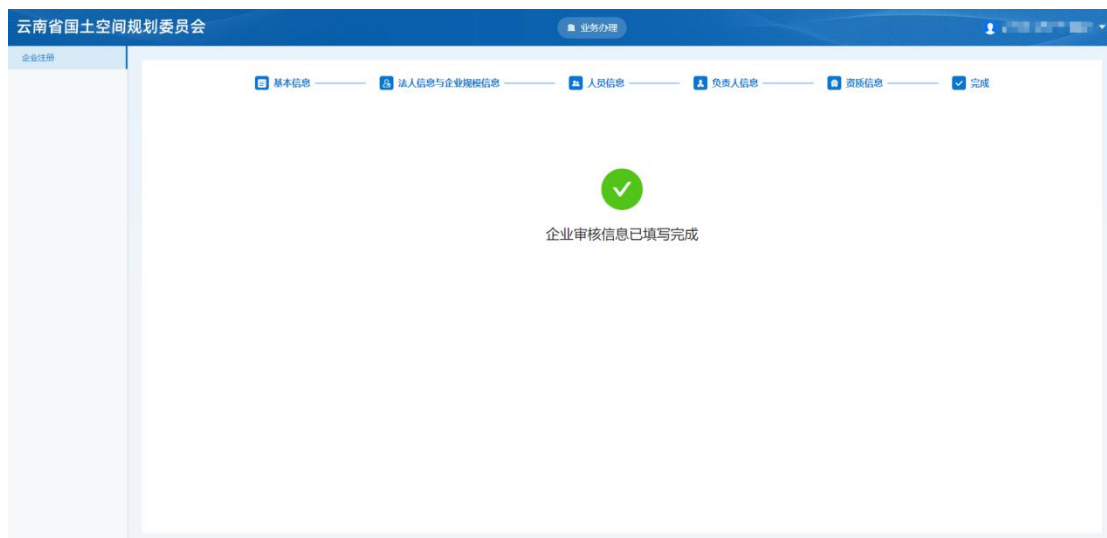 云南省国土空间规划委员会
业务办理
企业注册
基本信息
法人信息与企业规模信息
人员信息
负责人信息
资质信息
完成
企业审核信息已填写完成